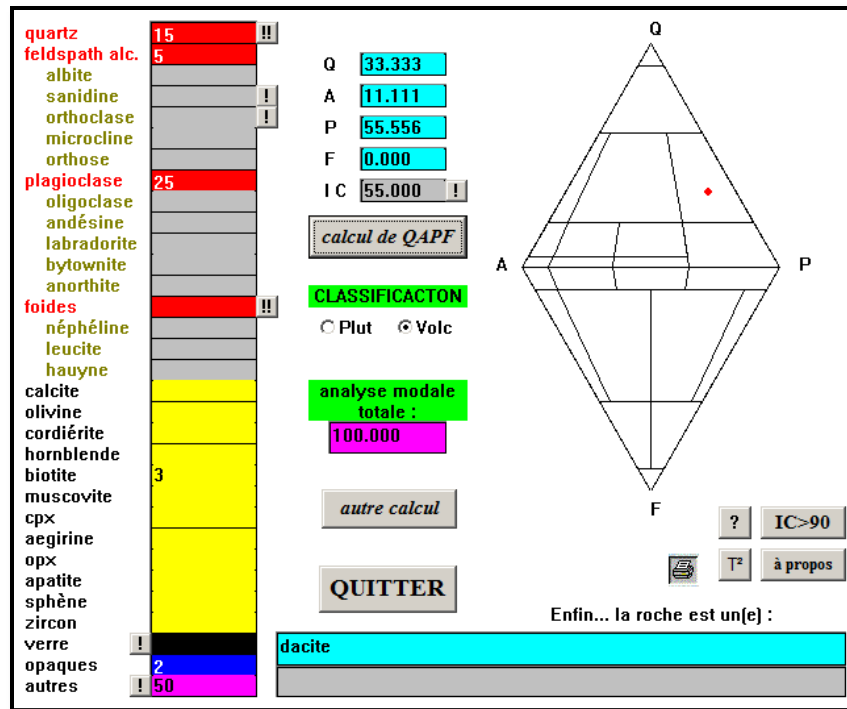 quartz 15 !!
feldspath alc. 5
albite
sanidine !
orthoclase !
microcline
orthose
plagioclase 25
oligoclase
andésine
labradorite
bytownite
anorthite
foides !!
néphéline
leucite
hauyne
calcite
olivine
cordiérite
hornblende
biotite 3
muscovite
cpx
aegirine
opx
apatite
sphène
zircon
verre !
opaques 2
autres ! 50
Q 33.333
A 11.111
P 55.556
F 0.000
I C 55.000 !
calcul de QAPF
CLASSIFICACTON
Plut Volc
analyse modale
totale :
100.000
autre calcul
QUITTER
Q
A P
F
? IC>90
T² à propos
Enfin... la roche est un(e) :
dacite